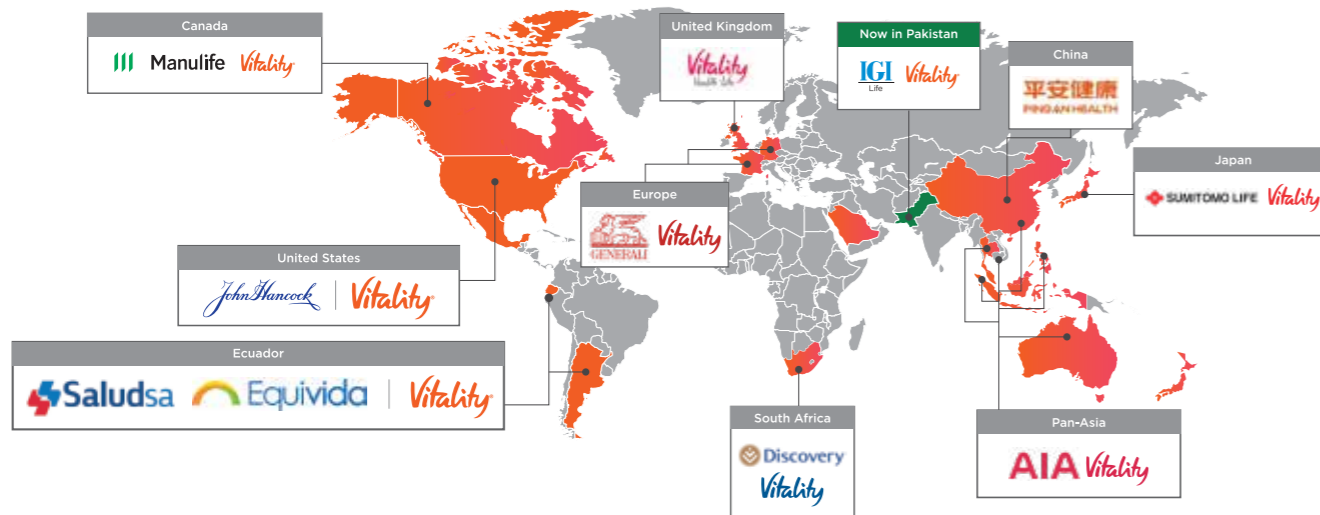 Canada
Manulife Vitality
United Kingdom
Vitality
Health Life
Now in Pakistan
IGI
Life
Vitality
China
平安健康
PING AN HEALTH
Japan
SUMITOMO LIFE Vitality
Europe
GENERALI Vitality
United States
John Hancock Vitality
Ecuador
Saludsa Equivida Vitality
South Africa
Discovery
Vitality
Pan-Asia
AIA Vitality